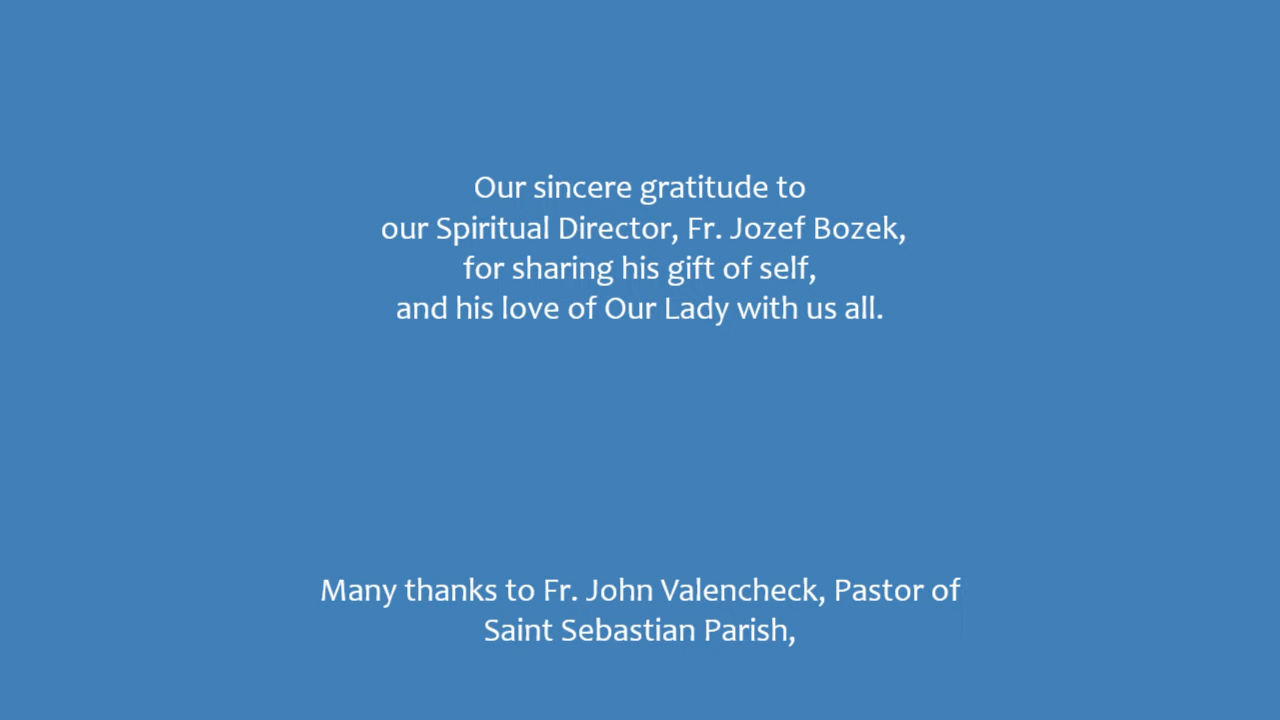 Our sincere gratitude to
our Spiritual Director, Fr. Jozef Bozek,
for sharing his gift of self,
and his love of Our Lady with us all.
Many thanks to Fr. John Valencheck, Pastor of
Saint Sebastian Parish,